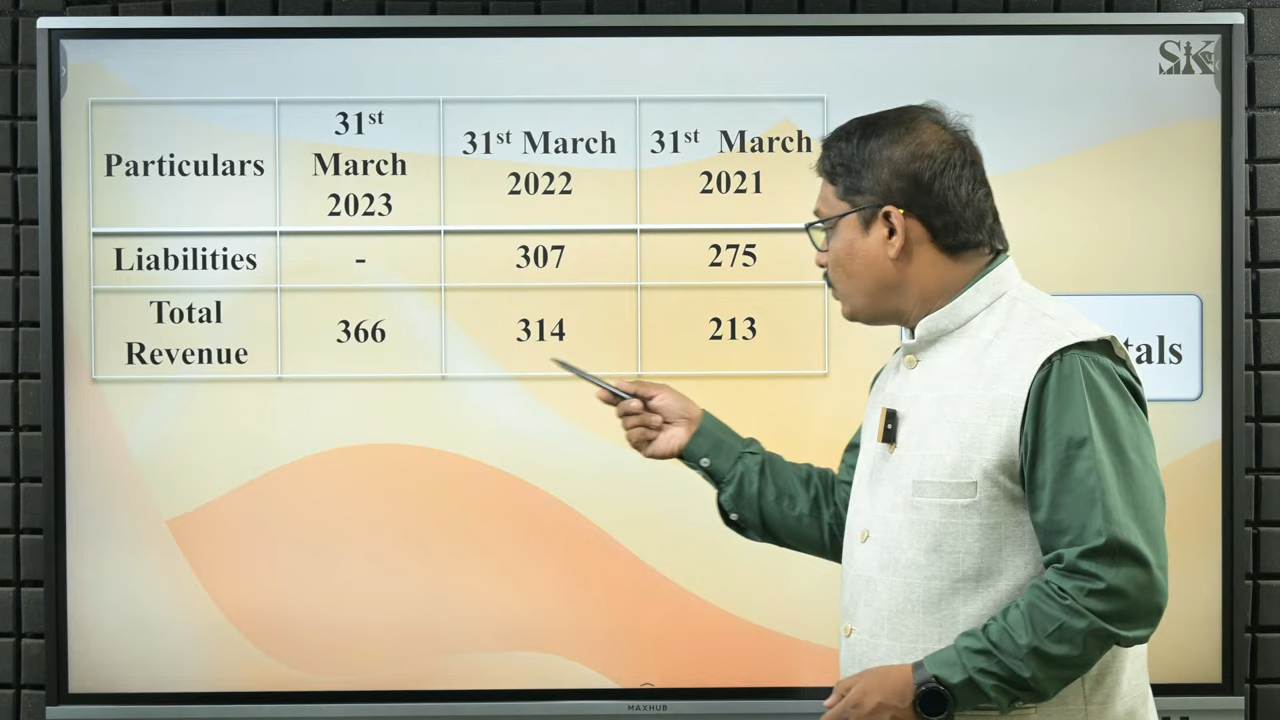 SK
Particulars
31st
March
2023
31st March
2022
31st March
2021
Liabilities
-
307
275
Total
Revenue
366
314
213
tals
MAXHUB